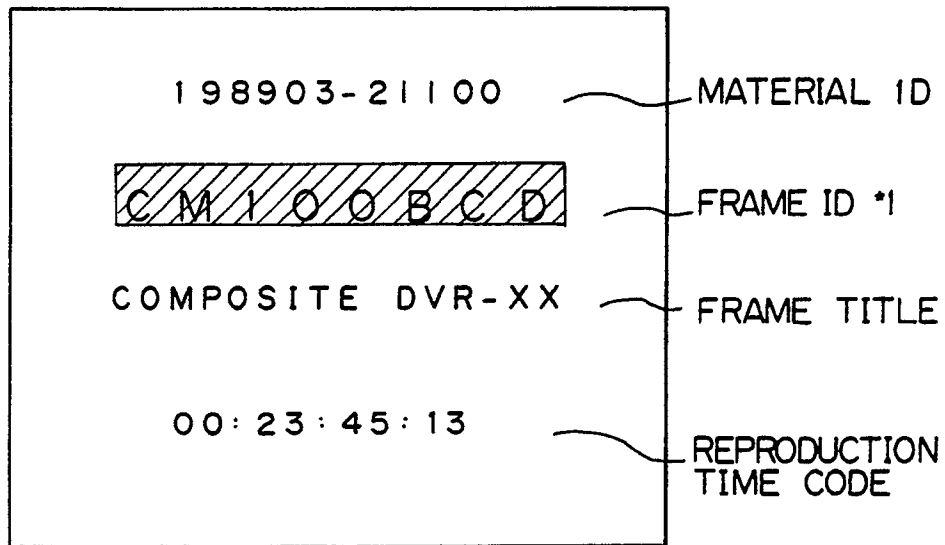 198903-21100
MATERIAL ID
CM100BCD
FRAME ID *1
COMPOSITE DVR-XX
FRAME TITLE
00:23:45:13
REPRODUCTION
TIME CODE